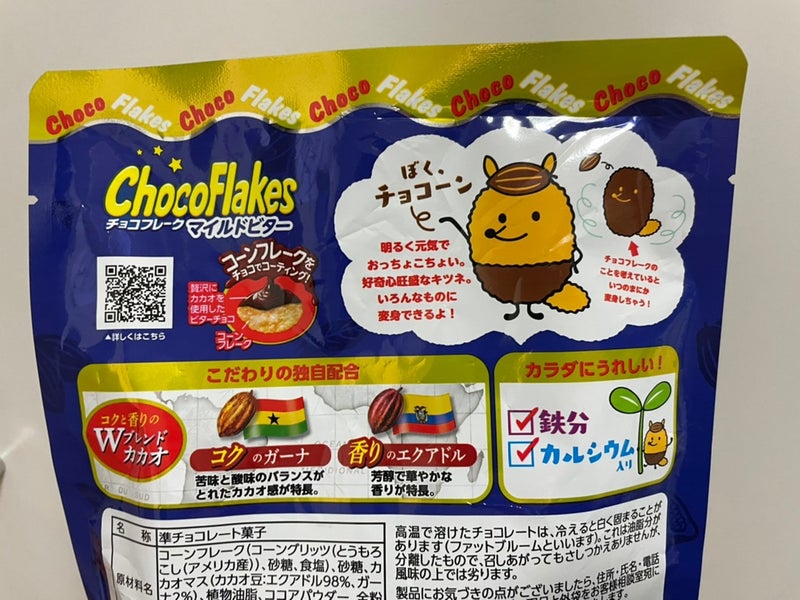 Choco Flakes Choco Flakes Choco Flakes Choco Flakes Choco Flakes
ChocoFlakes
チョコフレーク マイルドビター
コーンフレークを
チョコでコーティング!
贅沢に
カカオを
使用した
ビターチョコ
コーン
フレーク
▲詳しくはこちら
ぼく、
チョコーン
明るく元気で
おっちょこちょい。
好奇心旺盛なキツネ。
いろんなものに
変身できるよ!
チョコフレークの
ことを考えていると
いつのまにか
変身しちゃう!
こだわりの独自配合
コクと香りの
Wブレンド
カカオ
コクのガーナ
苦味と酸味のバランスが
とれたカカオ感が特長。
香りのエクアドル
芳醇で華やかな
香りが特長。
カラダにうれしい!
鉄分
カルシウム
入り
名 称 準チョコレート菓子
原材料名 コーンフレーク(コーングリッツ(とうもろ
こし(アメリカ産))、砂糖、食塩)、砂糖、カ
カオマス(カカオ豆:エクアドル98%、ガー
ナ2%)、植物油脂、ココアパウダー、全粉
高温で溶けたチョコレートは、冷えると白く固まることが
あります(ファットブルームといいます)。これは油脂分が
分離したもので、召しあがってもさしつかえありませんが、
風味の上では劣ります。
製品にお気づきの点がございましたら、住所・氏名・電話